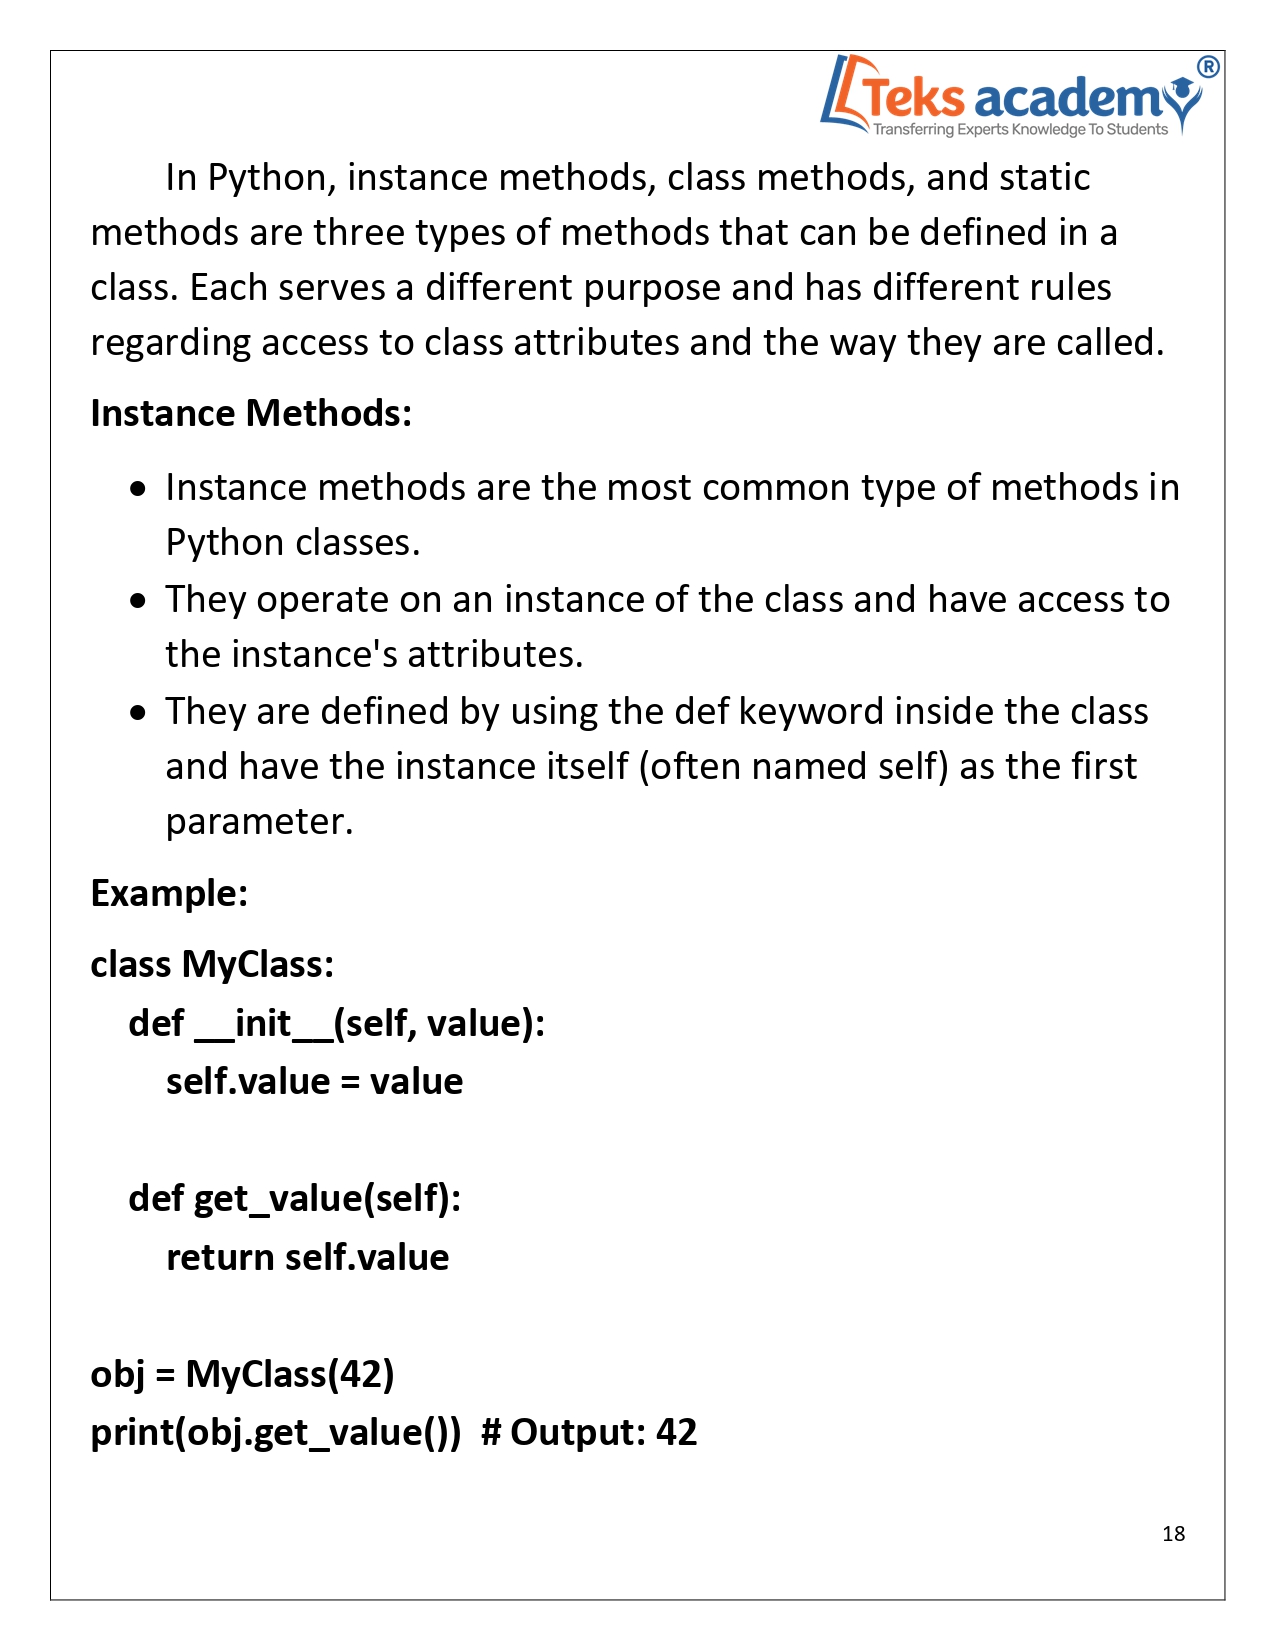 Teks academy®
Transferring Experts Knowledge To Students
In Python, instance methods, class methods, and static
methods are three types of methods that can be defined in a
class. Each serves a different purpose and has different rules
regarding access to class attributes and the way they are called.
Instance Methods:
• Instance methods are the most common type of methods in
Python classes.
• They operate on an instance of the class and have access to
the instance's attributes.
• They are defined by using the def keyword inside the class
and have the instance itself (often named self) as the first
parameter.
Example:
class MyClass:
    def __init__(self, value):
        self.value = value
    def get_value(self):
        return self.value
obj = MyClass(42)
print(obj.get_value())  # Output: 42
18